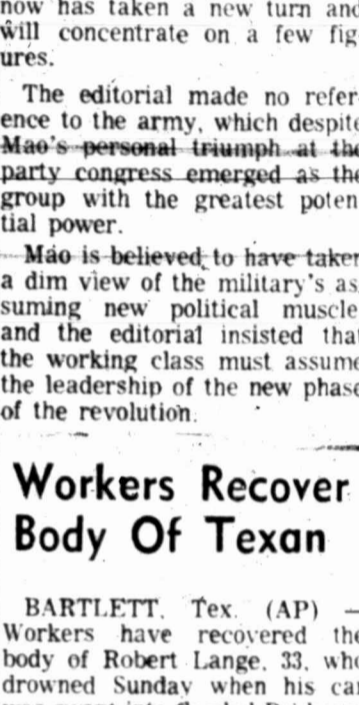 now has taken a new turn and
will concentrate on a few fig
ures.
The editorial made no refer
ence to the army, which despite
Mao's personal triumph at the
party congress emerged as the
group with the greatest poten
tial power.
Mao is believed to have taken
a dim view of the military's as
suming new political muscle
and the editorial insisted that
the working class must assume
the leadership of the new phase
of the revolution.
Workers Recover
Body Of Texan
BARTLETT, Tex. (AP) —
Workers have recovered the
body of Robert Lange, 33, who
drowned Sunday when his car